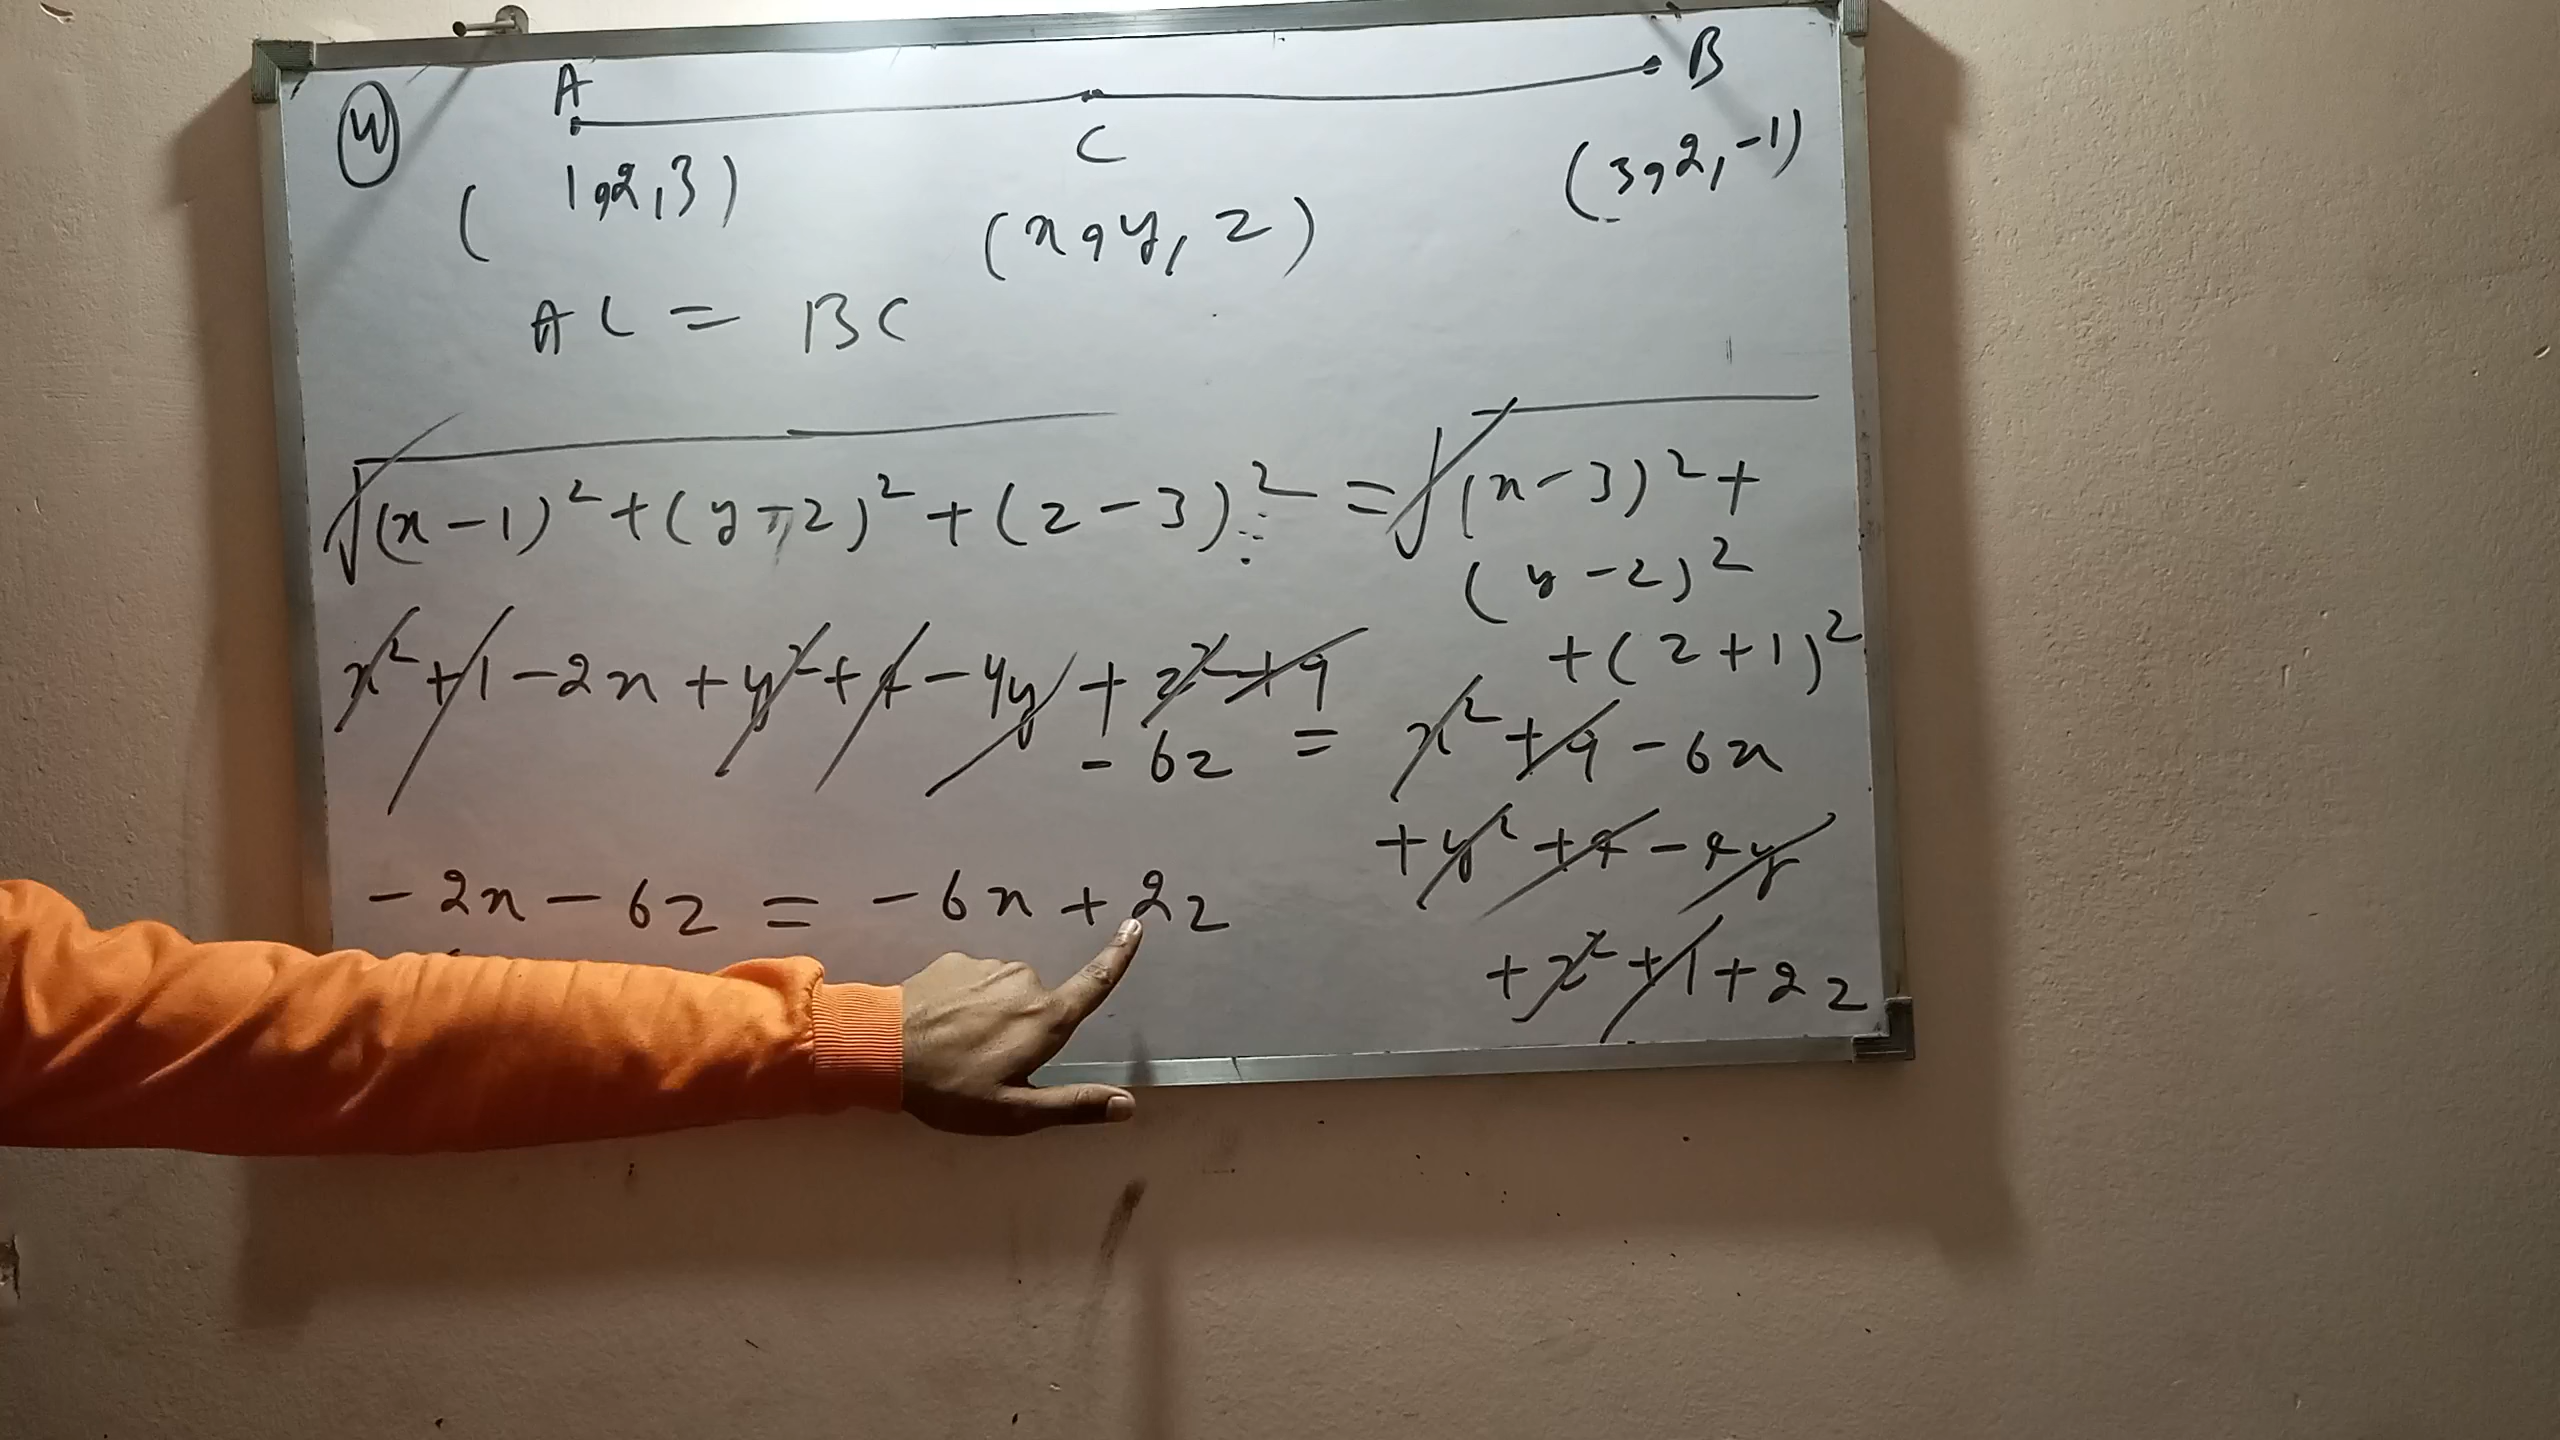 (4) A B
C
(1,2,3) (x,y,z) (3,2,-1)
AC = BC
√(x-1)²+(y-2)²+(z-3)² = √(x-3)²+
(y-2)²
+(z+1)²
x²+1-2x+y²+4-4y+z²+9
-6z = x²+9-6x
+y²+4-4y
+z²+1+2z
-2x-6z = -6x+2z